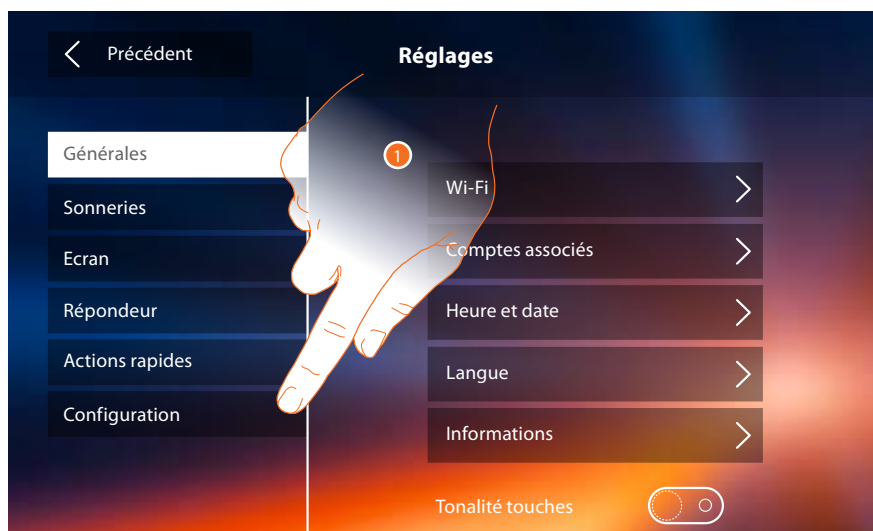 Précédent
Réglages
Générales
Sonneries
Ecran
Répondeur
Actions rapides
Configuration
1
Wi-Fi
Comptes associés
Heure et date
Langue
Informations
Tonalité touches